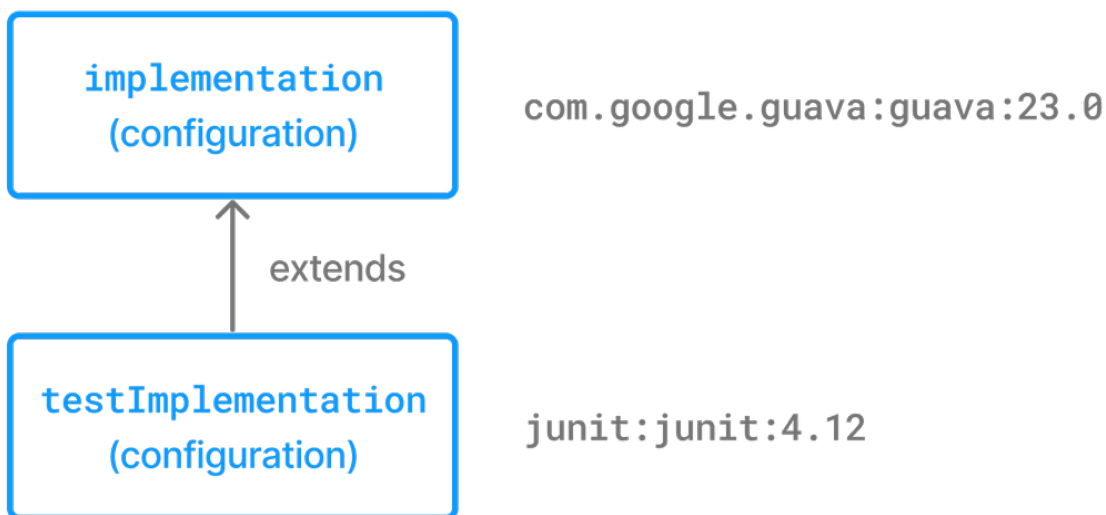 implementation
(configuration)
com.google.guava:guava:23.0
extends
testImplementation
(configuration)
junit:junit:4.12